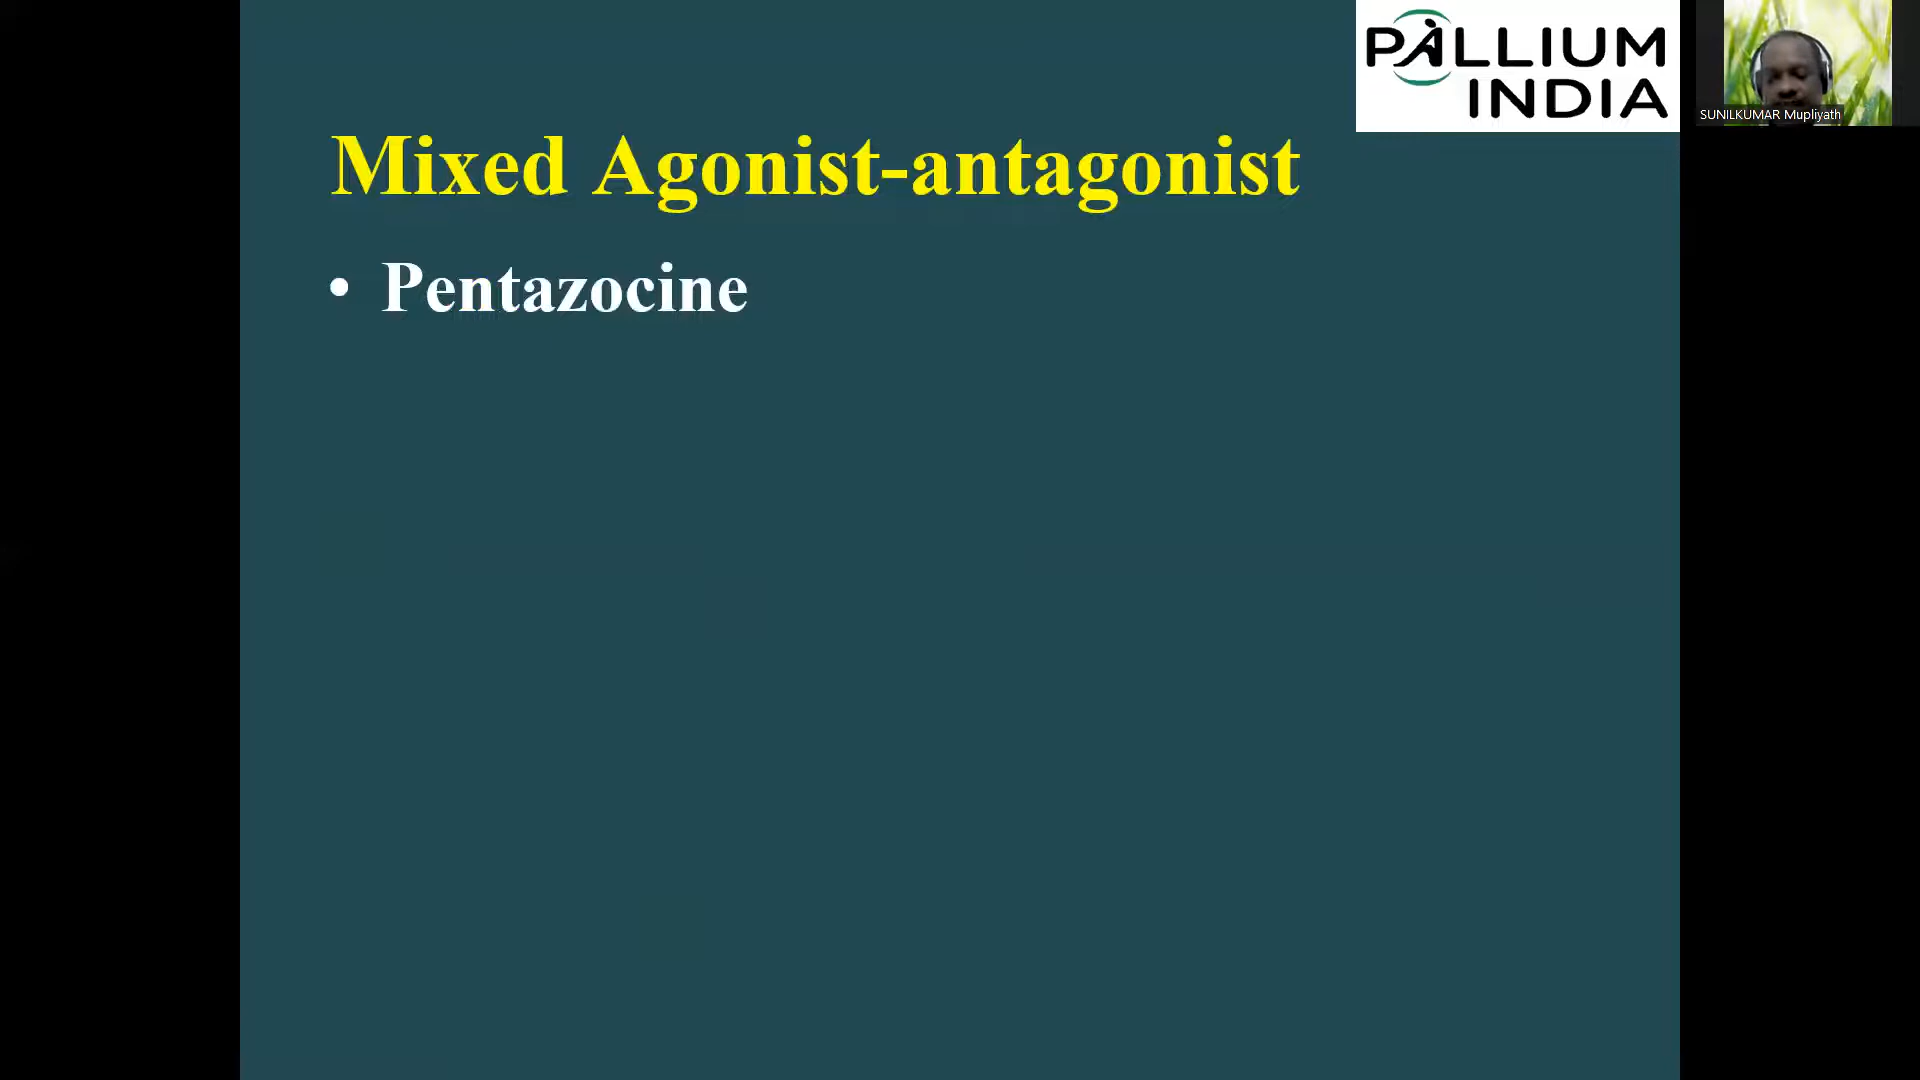 PALLIUM
INDIA
SUNILKUMAR Mupliyath
Mixed Agonist-antagonist
• Pentazocine